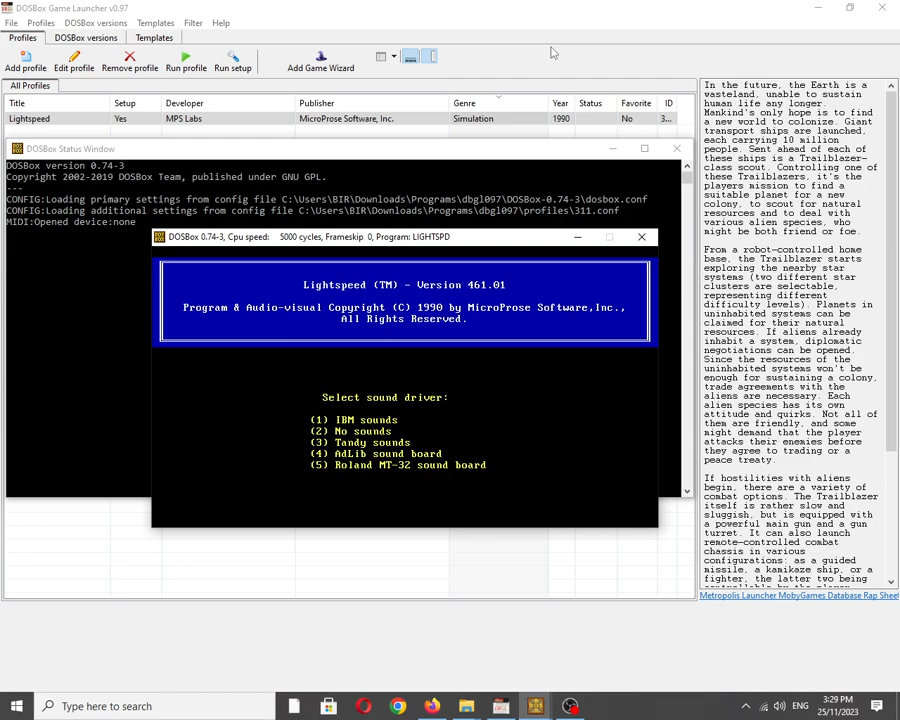 DOSBox Game Launcher v0.97
File Profiles DOSBox versions Templates Filter Help
Profiles DOSBox versions Templates
Add profile Edit profile Remove profile Run profile Run setup Add Game Wizard
All Profiles
Title Setup Developer Publisher Genre Year Status Favorite ID
Lightspeed Yes MPS Labs MicroProse Software, Inc. Simulation 1990 No 3...
DOSBox Status Window
DOSBox version 0.74-3
Copyright 2002-2019 DOSBox Team, published under GNU GPL.
---
CONFIG:Loading primary settings from config file C:\Users\BIR\Downloads\Programs\dbgl097\DOSBox-0.74-3\dosbox.conf
CONFIG:Loading additional settings from config file C:\Users\BIR\Downloads\Programs\dbgl097\profiles\311.conf
MIDI:Opened device:none
DOSBox 0.74-3, Cpu speed: 5000 cycles, Frameskip 0, Program: LIGHTSPD
Lightspeed (TM) - Version 461.01
Program & Audio-visual Copyright (C) 1990 by MicroProse Software,Inc.,
All Rights Reserved.
Select sound driver:
(1) IBM sounds
(2) No sounds
(3) Tandy sounds
(4) AdLib sound board
(5) Roland MT-32 sound board
In the future, the Earth is a
wasteland, unable to sustain
human life any longer.
Mankind's only hope is to find
a new world to colonize. Giant
transport ships are launched,
each carrying 10 million
people. Sent ahead of each of
these ships is a Trailblazer-
class scout. Controlling one of
these Trailblazers, it's the
players mission to find a
suitable planet for a new
colony, to scout for natural
resources and to deal with
various alien species, who
might be both friend or foe.
From a robot-controlled home
base, the Trailblazer starts
exploring the nearby star
systems (two different star
clusters are selectable,
representing different
difficulty levels). Planets in
uninhabited systems can be
claimed for their natural
resources. If aliens already
inhabit a system, diplomatic
negotiations can be opened.
Since the resources of the
uninhabited systems won't be
enough for sustaining a colony,
trade agreements with the
aliens are necessary. Each
alien species has its own
attitude and quirks. Not all of
them are friendly, and some
might demand that the player
attacks their enemies before
they agree to trading or a
peace treaty.
If hostilities with aliens
begin, there are a variety of
combat options. The Trailblazer
itself is rather slow and
sluggish, but is equipped with
a powerful main gun and a gun
turret. It can also launch
remote-controlled combat
chassis in various
configurations: as a guided
missile, a kamikaze ship, or a
fighter, the latter two being
controllable by the player
Metropolis Launcher MobyGames Database Rap Sheet
Type here to search
ENG
3:29 PM
25/11/2023